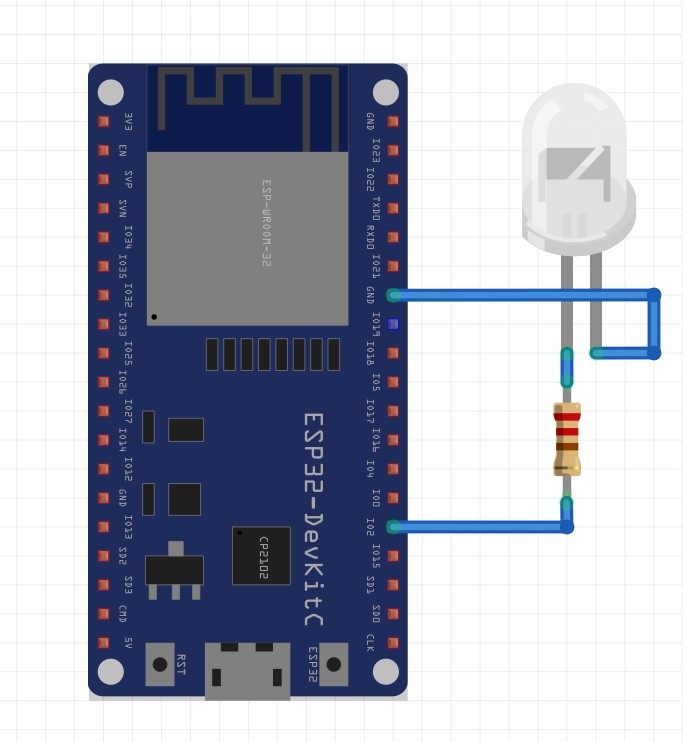 3V3
EN
SVP
SVN
IO34
IO35
IO32
IO33
IO25
IO26
IO27
IO14
IO12
GND
IO13
SD2
SD3
CMD
5V
ESP-WROOM-32
ESP32-DevKitC
CP2102
RST
ESP32
GND
IO23
IO22
TXD0
RXD0
IO21
GND
IO19
IO18
IO5
IO17
IO16
IO4
IO0
IO2
IO15
SD1
SD0
CLK